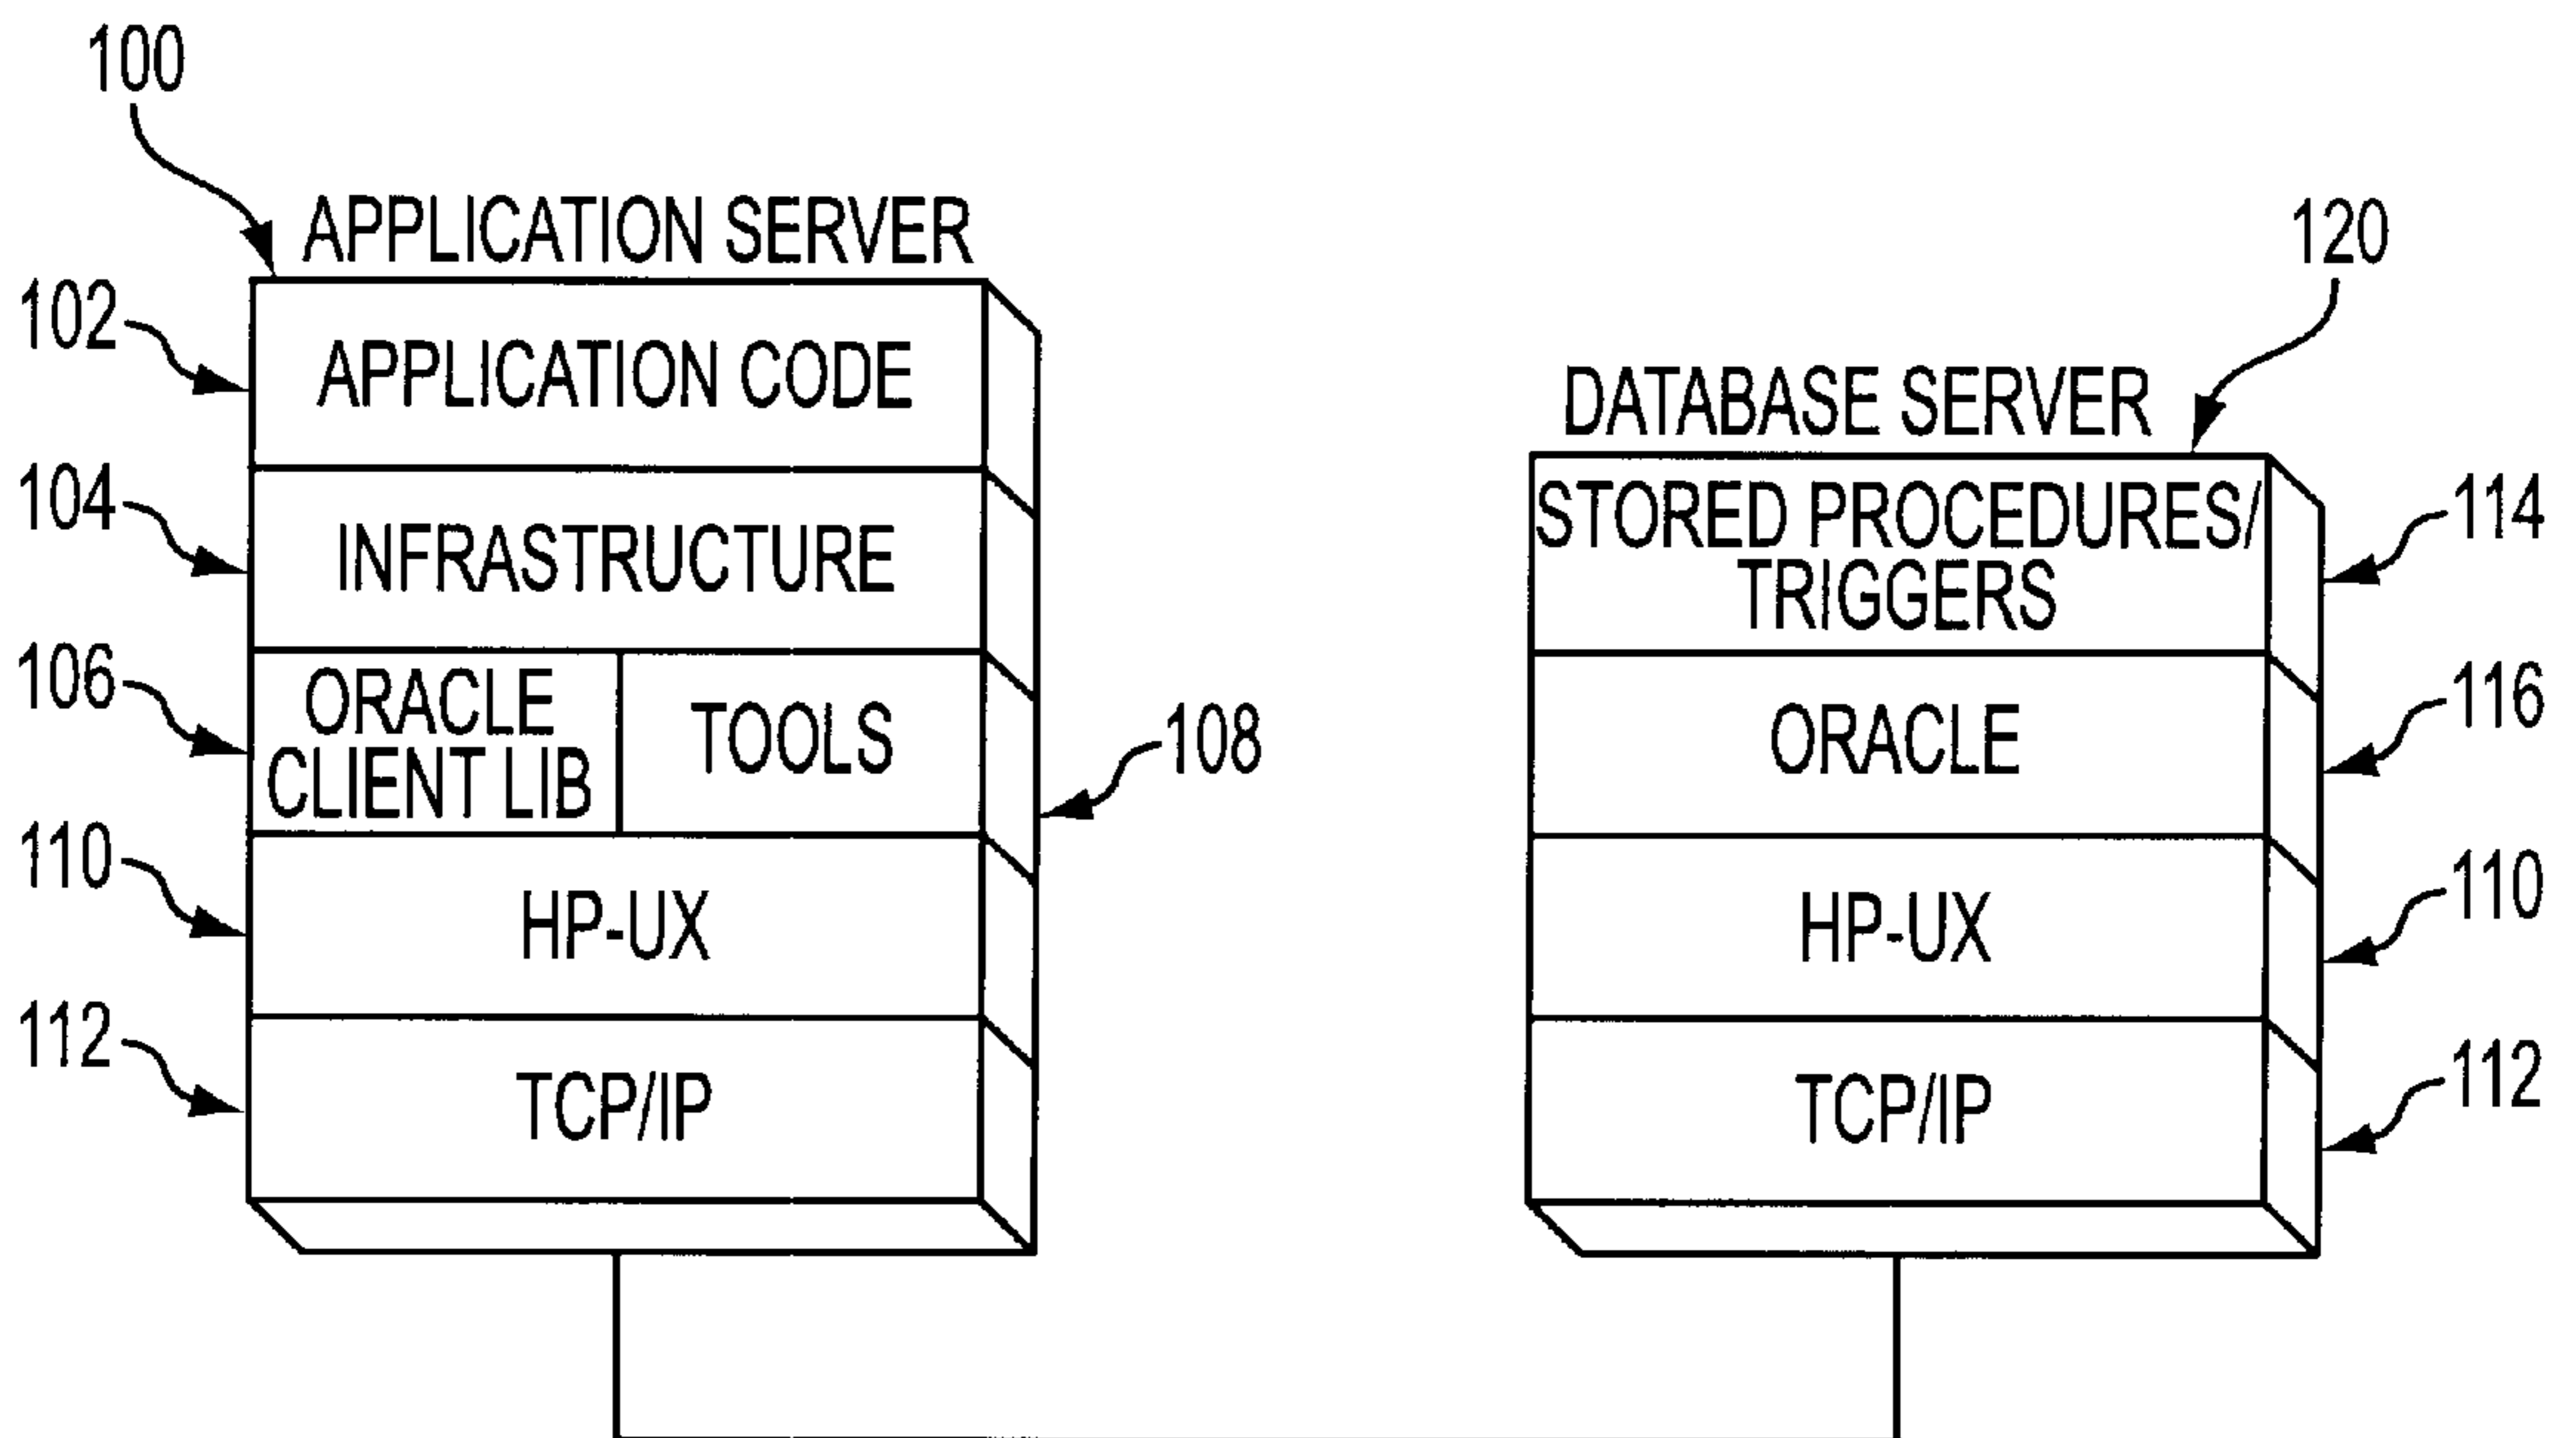 100
APPLICATION SERVER
102
APPLICATION CODE
104
INFRASTRUCTURE
106
ORACLE
CLIENT LIB
TOOLS
108
110
HP-UX
112
TCP/IP
120
DATABASE SERVER
STORED PROCEDURES/
TRIGGERS
114
ORACLE
116
HP-UX
110
TCP/IP
112